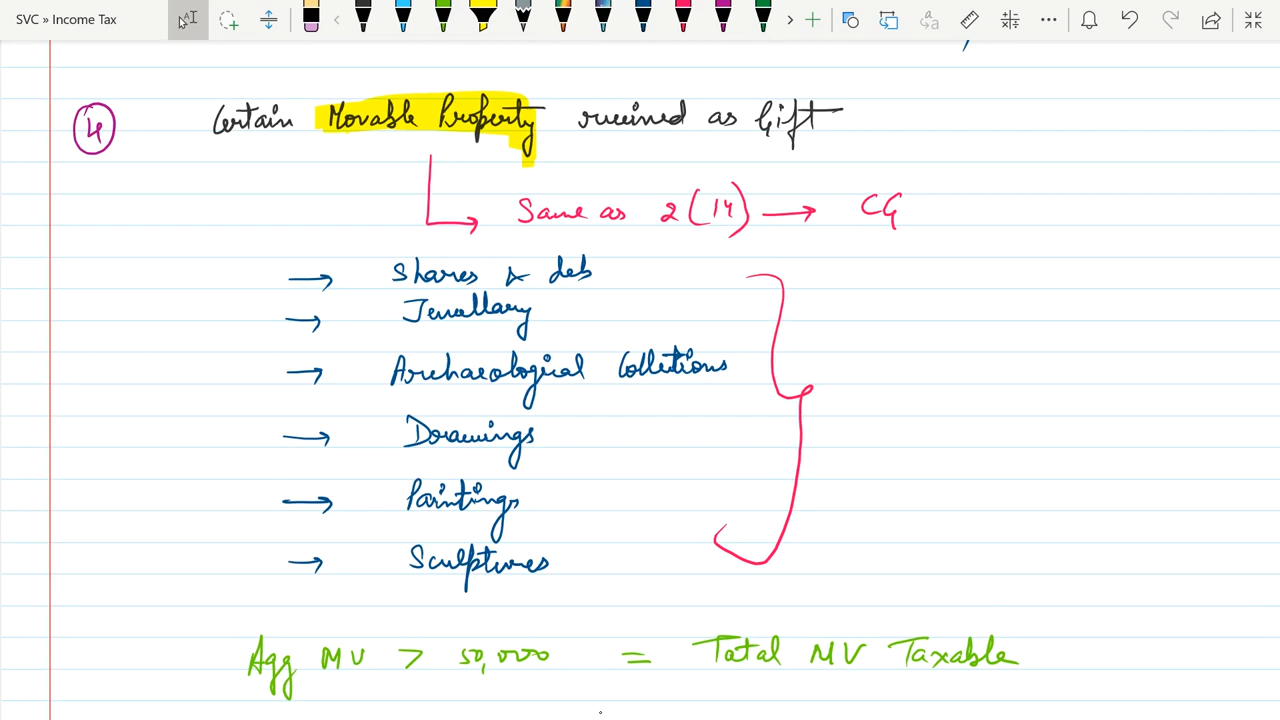 SVC » Income Tax
4 Certain Movable Property received as Gift
Same as 2(14) → CG
→ Shares & deb
→ Jewellary
→ Archaeological Collections
→ Drawings
→ Paintings
→ Sculptures
Agg MV > 50,000 = Total MV Taxable